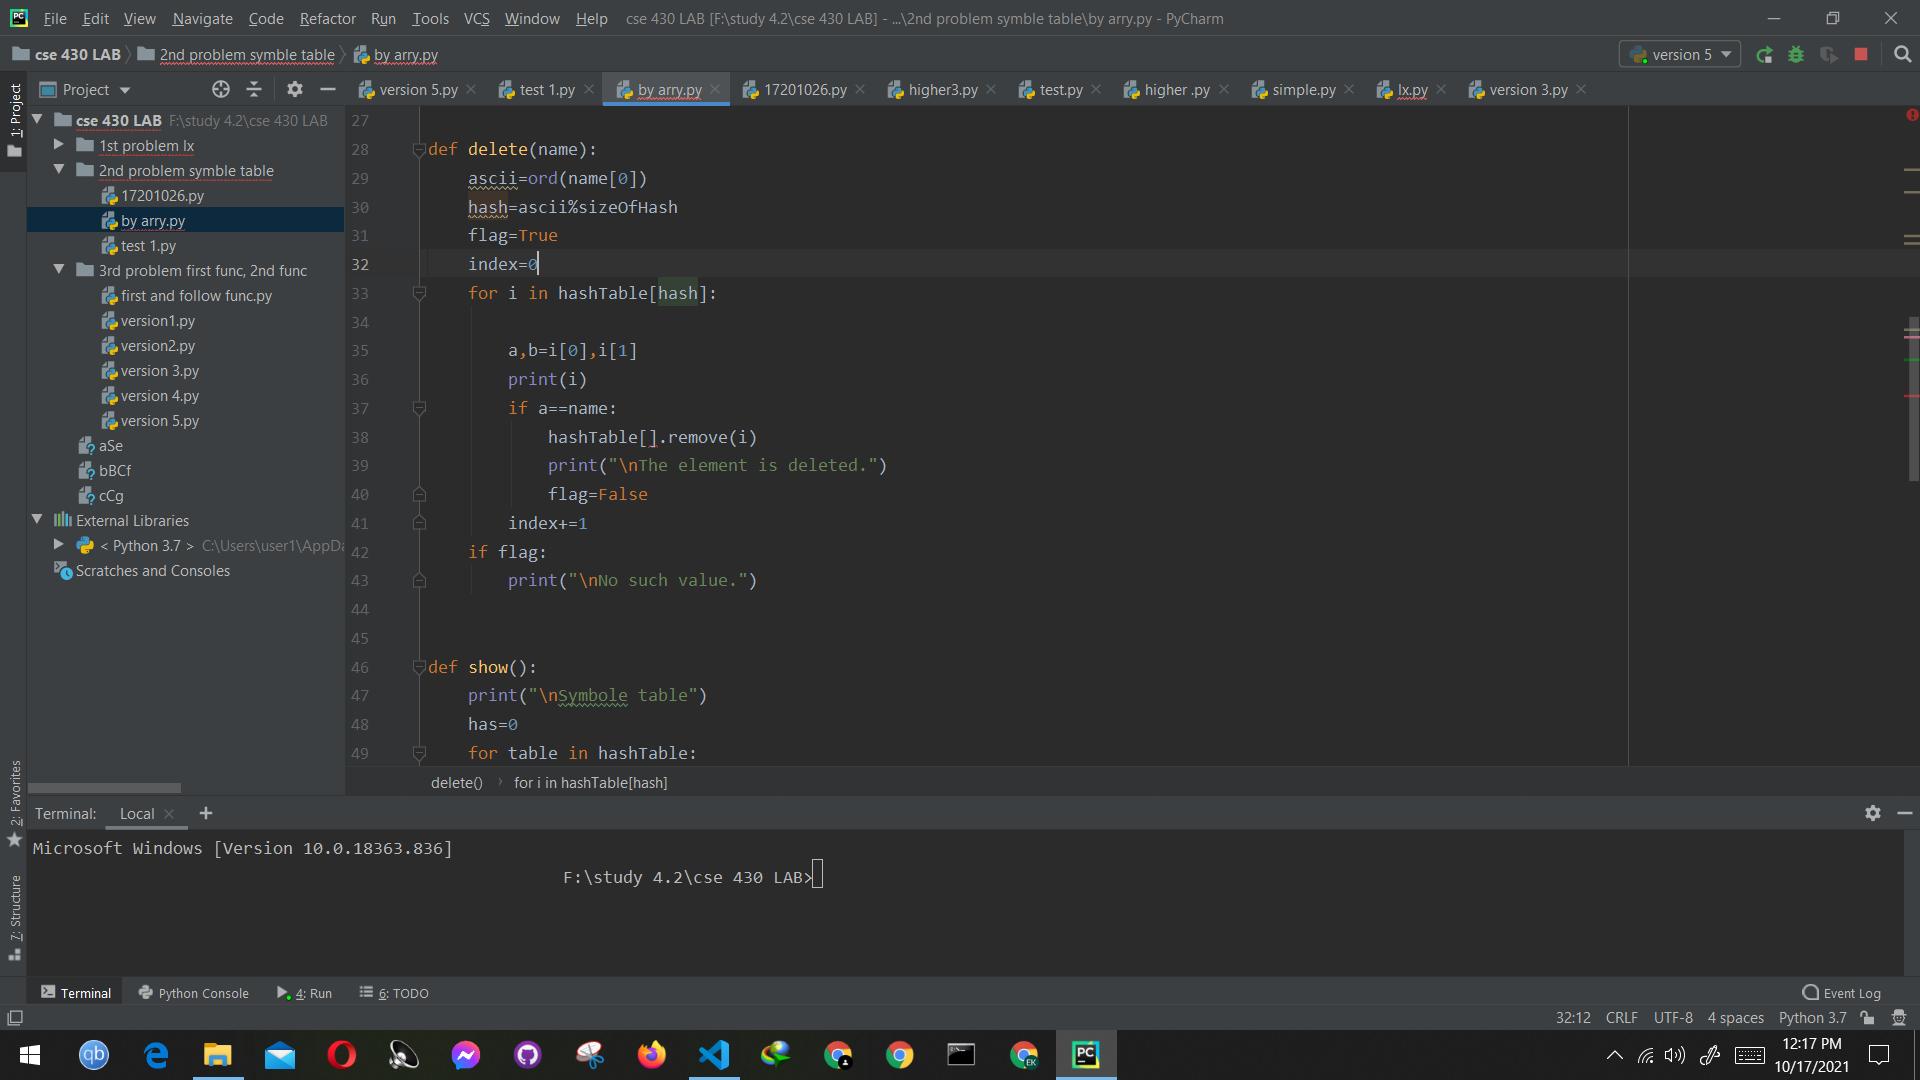 File Edit View Navigate Code Refactor Run Tools VCS Window Help cse 430 LAB [F:\study 4.2\cse 430 LAB] - ...\2nd problem symble table\by arry.py - PyCharm
cse 430 LAB 2nd problem symble table by arry.py version 5
1: Project
Project
version 5.py test 1.py by arry.py 17201026.py higher3.py test.py higher .py simple.py lx.py version 3.py
cse 430 LAB F:\study 4.2\cse 430 LAB
1st problem lx
2nd problem symble table
17201026.py
by arry.py
test 1.py
3rd problem first func, 2nd func
first and follow func.py
version1.py
version2.py
version 3.py
version 4.py
version 5.py
aSe
bBCf
cCg
External Libraries
< Python 3.7 > C:\Users\user1\AppDa
Scratches and Consoles
27
28 def delete(name):
29 ascii=ord(name[0])
30 hash=ascii%sizeOfHash
31 flag=True
32 index=0
33 for i in hashTable[hash]:
34
35 a,b=i[0],i[1]
36 print(i)
37 if a==name:
38 hashTable[].remove(i)
39 print("\nThe element is deleted.")
40 flag=False
41 index+=1
42 if flag:
43 print("\nNo such value.")
44
45
46 def show():
47 print("\nSymbole table")
48 has=0
49 for table in hashTable:
delete() for i in hashTable[hash]
2: Favorites
7: Structure
Terminal: Local +
Microsoft Windows [Version 10.0.18363.836]
F:\study 4.2\cse 430 LAB>
Terminal Python Console 4: Run 6: TODO Event Log
32:12 CRLF UTF-8 4 spaces Python 3.7
qb
EK
PC
12:17 PM
10/17/2021